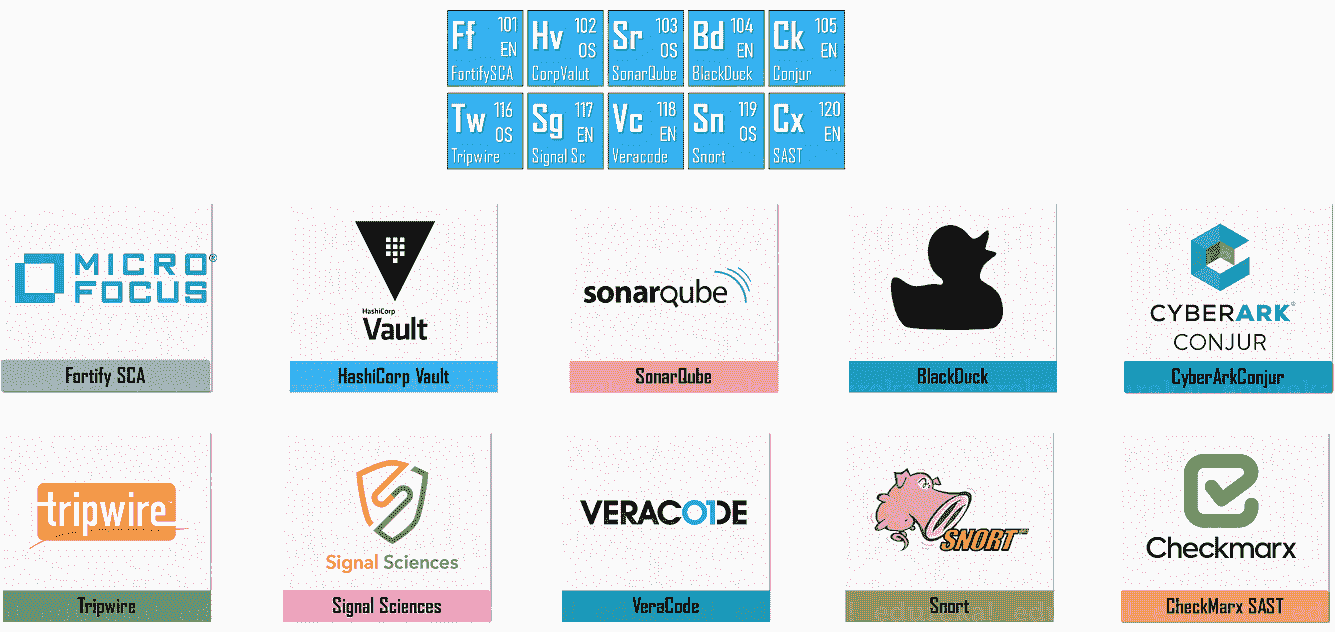 Ff 101 EN FortifySCA
Hv 102 OS CorpValut
Sr 103 OS SonarQube
Bd 104 EN BlackDuck
Ck 105 EN Conjur
Tw 116 OS Tripwire
Sg 117 EN Signal Sc
Vc 118 EN Veracode
Sn 119 OS Snort
Cx 120 EN SAST
MICRO
FOCUS®
Fortify SCA
HashiCorp
Vault
HashiCorp Vault
sonarqube
SonarQube
BlackDuck
CYBERARK®
CONJUR
CyberArkConjur
tripwire
Tripwire
Signal Sciences
Signal Sciences
VERACODE
VeraCode
SNORT
Snort
Checkmarx
CheckMarx SAST